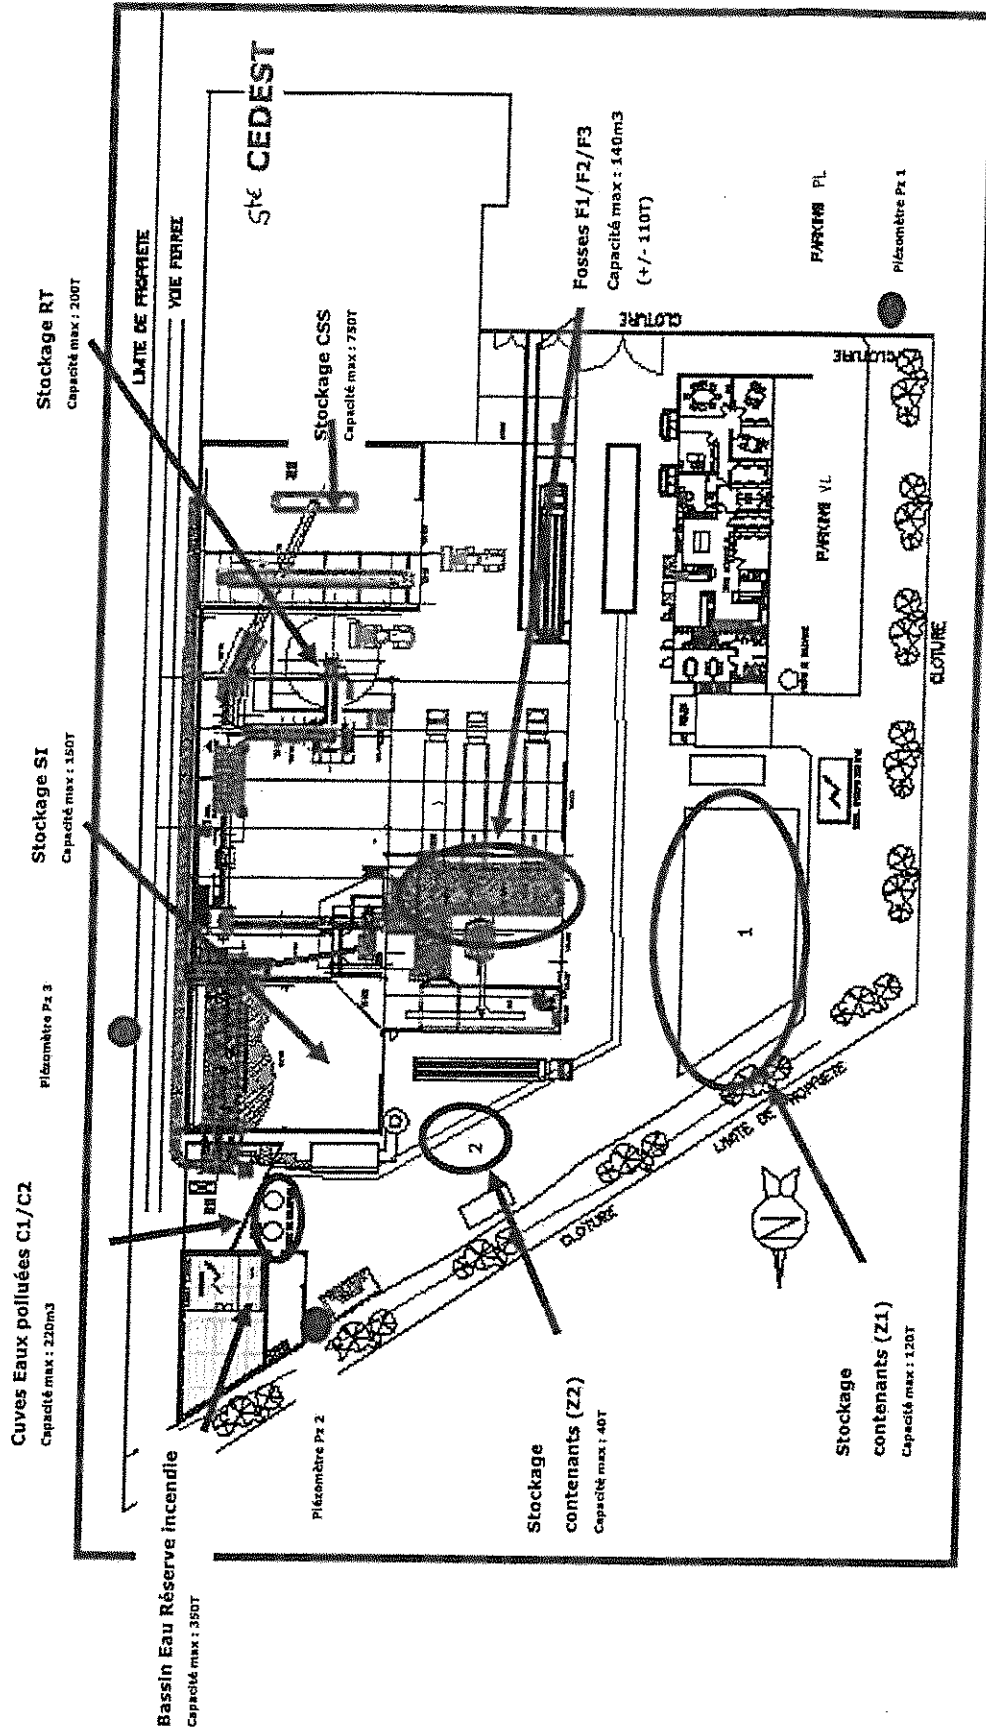 Bassin Eau Réserve incendie
Capacité max : 350T
Cuves Eaux polluées C1/C2
Capacité max : 220m3
Piézomètre Pz 3
Stockage SI
Capacité max : 150T
Stockage RT
Capacité max : 200T
LIMITE DE PROPRIETE
VOIE FERREE
Sté CEDEST
Stockage CSS
Capacité max : 750T
Fosses F1/F2/F3
Capacité max : 140m3
(+/- 110T)
CLOTURE
PARKING PL
Piézomètre Pz 1
CLOTURE
PARKING VL
CLOTURE
1
2
LIMITE DE PROPRIETE
CLOTURE
N
Piézomètre Pz 2
Stockage
contenants (Z2)
Capacité max : 40T
Stockage
contenants (Z1)
Capacité max : 120T